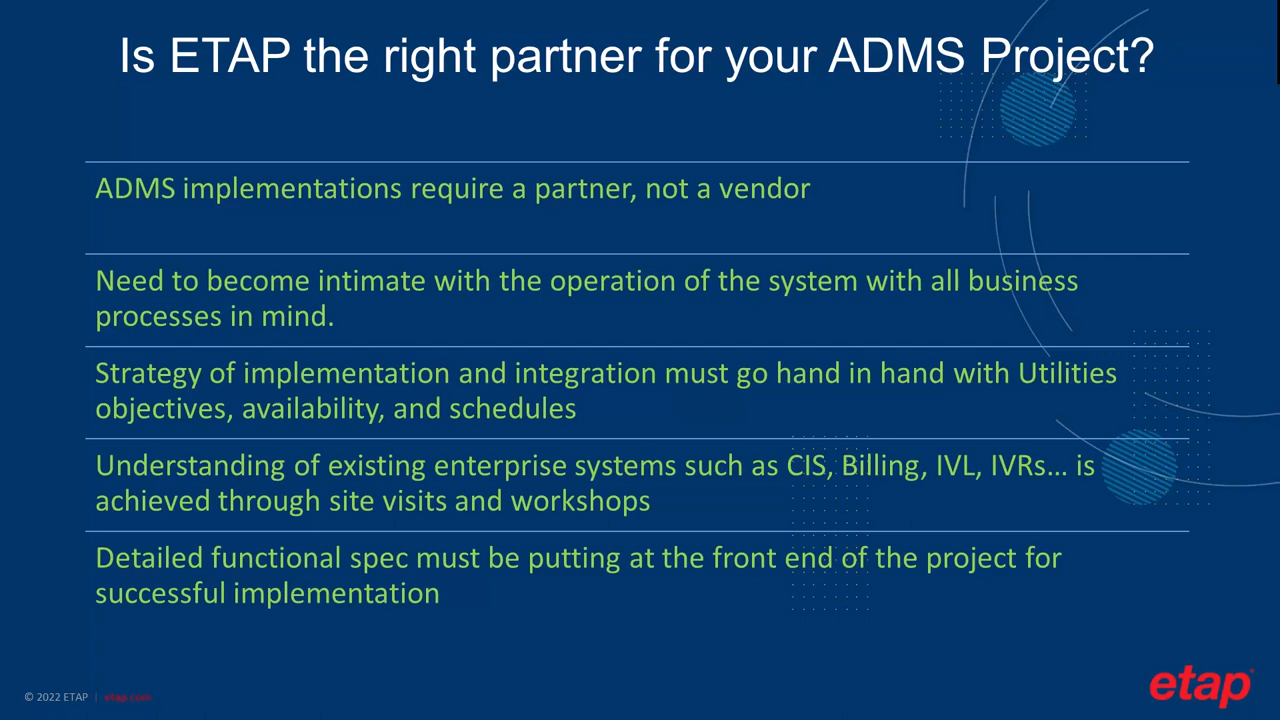 Is ETAP the right partner for your ADMS Project?
ADMS implementations require a partner, not a vendor
Need to become intimate with the operation of the system with all business
processes in mind.
Strategy of implementation and integration must go hand in hand with Utilities
objectives, availability, and schedules
Understanding of existing enterprise systems such as CIS, Billing, IVL, IVRs... is
achieved through site visits and workshops
Detailed functional spec must be putting at the front end of the project for
successful implementation
© 2022 ETAP | etap.com
etap